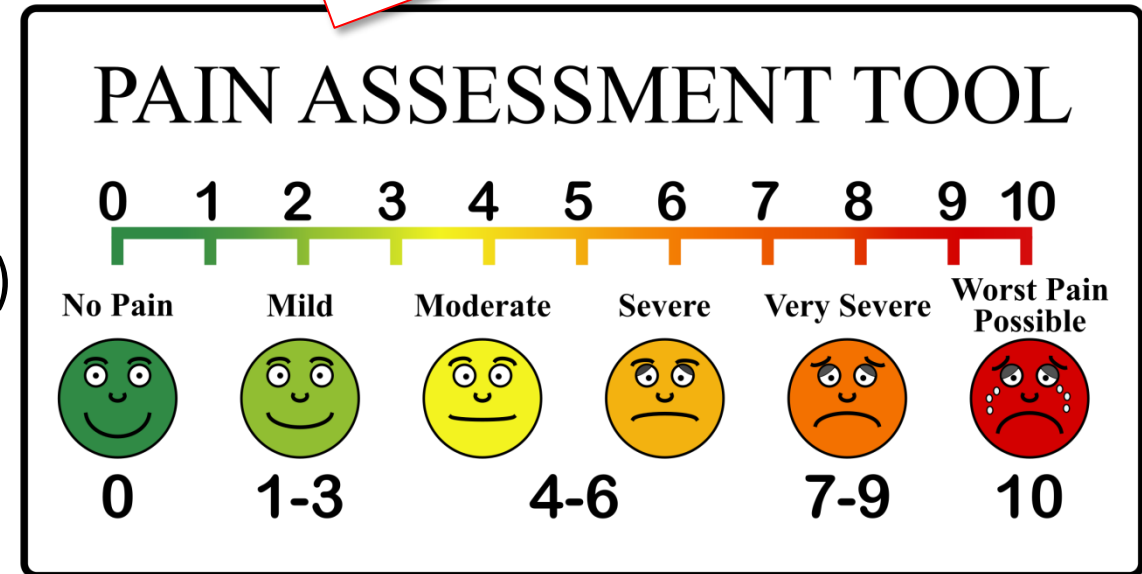 PAIN ASSESSMENT TOOL
0 1 2 3 4 5 6 7 8 9 10
No Pain Mild Moderate Severe Very Severe Worst Pain Possible
0 1-3 4-6 7-9 10